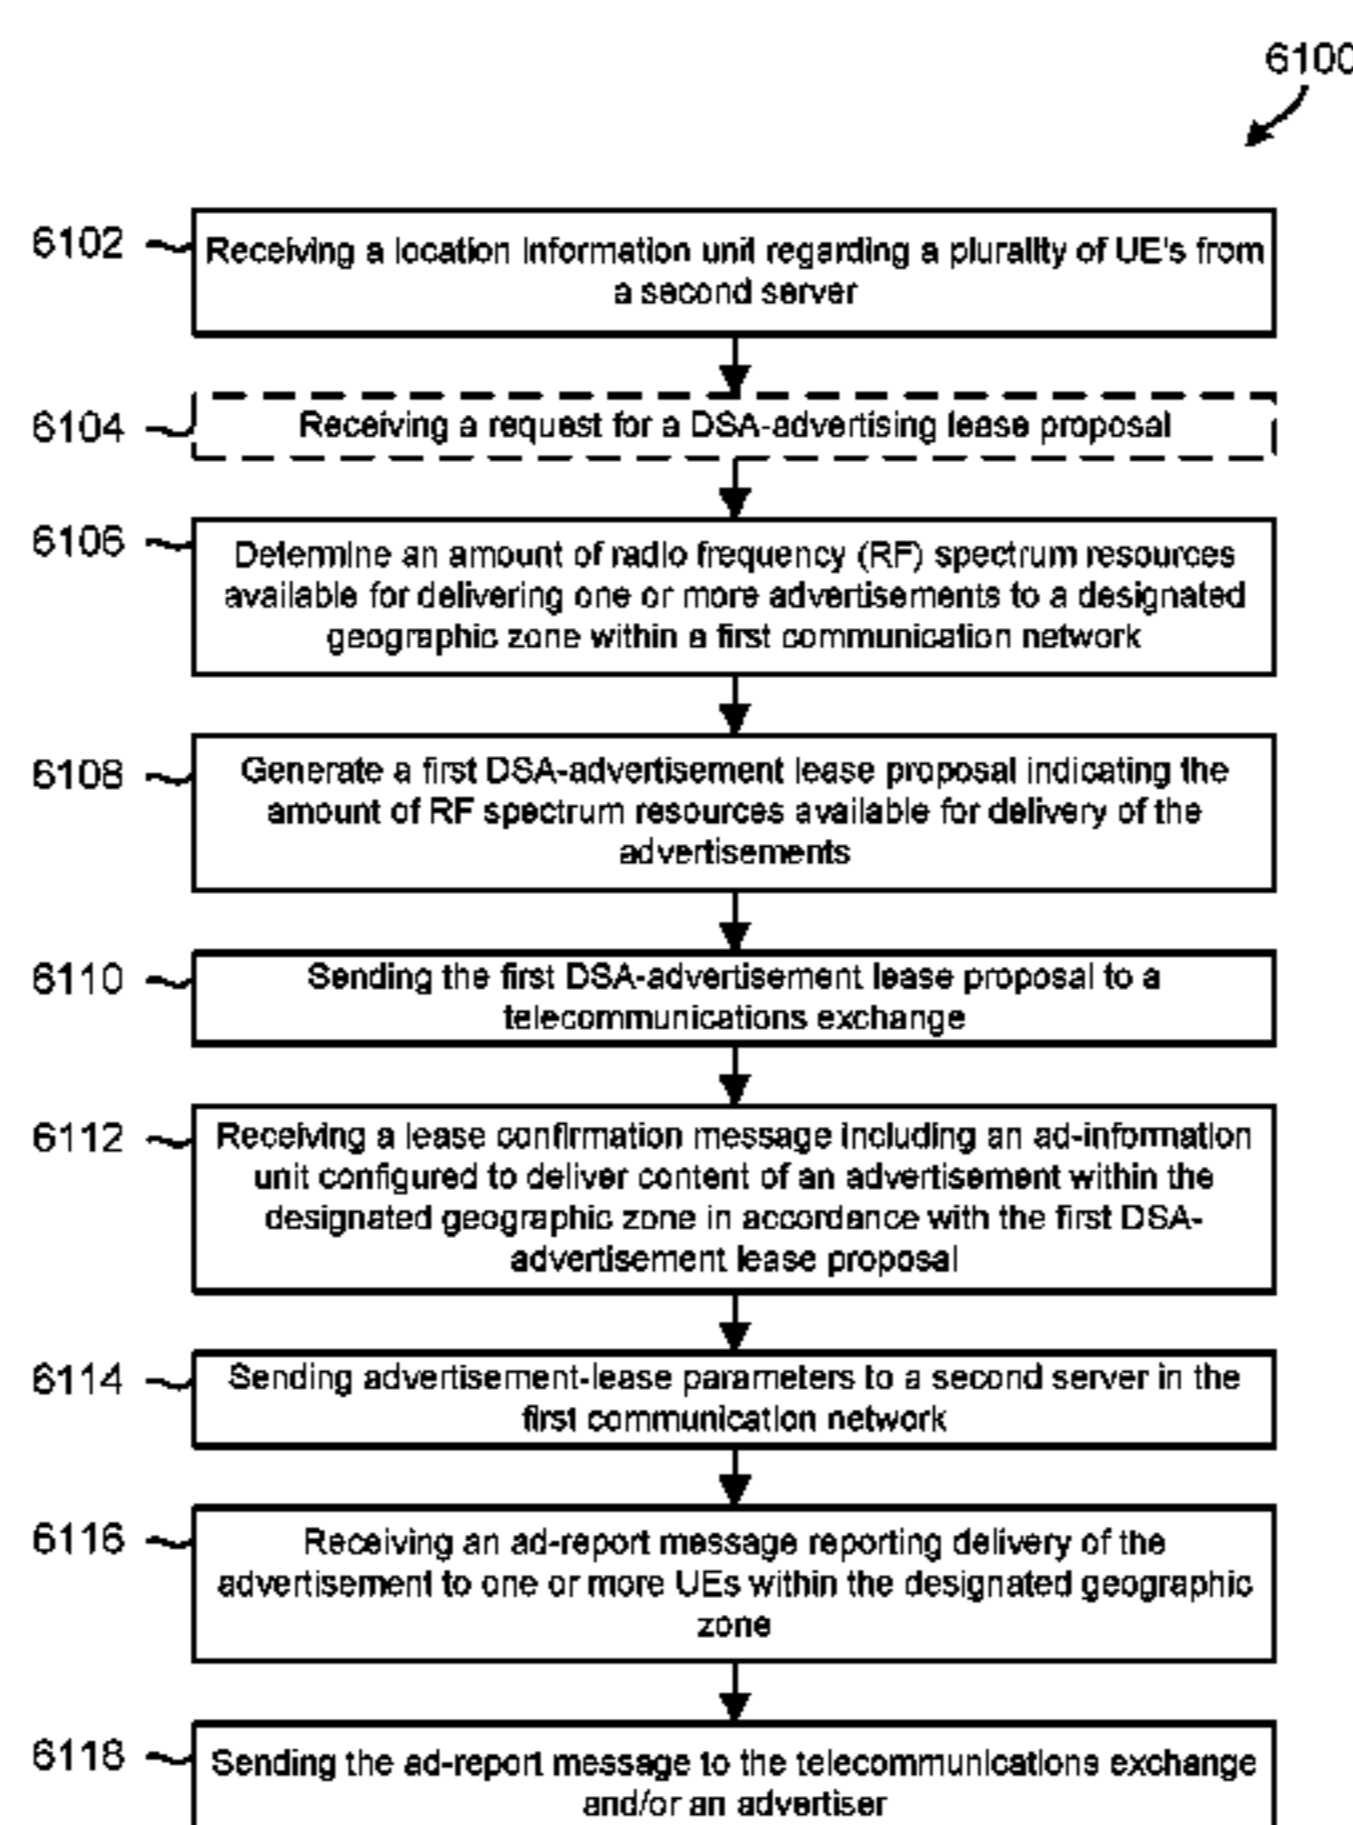 6100
6102
Receiving a location information unit regarding a plurality of UE's from
a second server
6104
Receiving a request for a DSA-advertising lease proposal
6106
Determine an amount of radio frequency (RF) spectrum resources
available for delivering one or more advertisements to a designated
geographic zone within a first communication network
6108
Generate a first DSA-advertisement lease proposal indicating the
amount of RF spectrum resources available for delivery of the
advertisements
6110
Sending the first DSA-advertisement lease proposal to a
telecommunications exchange
6112
Receiving a lease confirmation message including an ad-information
unit configured to deliver content of an advertisement within the
designated geographic zone in accordance with the first DSA-
advertisement lease proposal
6114
Sending advertisement-lease parameters to a second server in the
first communication network
6116
Receiving an ad-report message reporting delivery of the
advertisement to one or more UEs within the designated geographic
zone
6118
Sending the ad-report message to the telecommunications exchange
and/or an advertiser